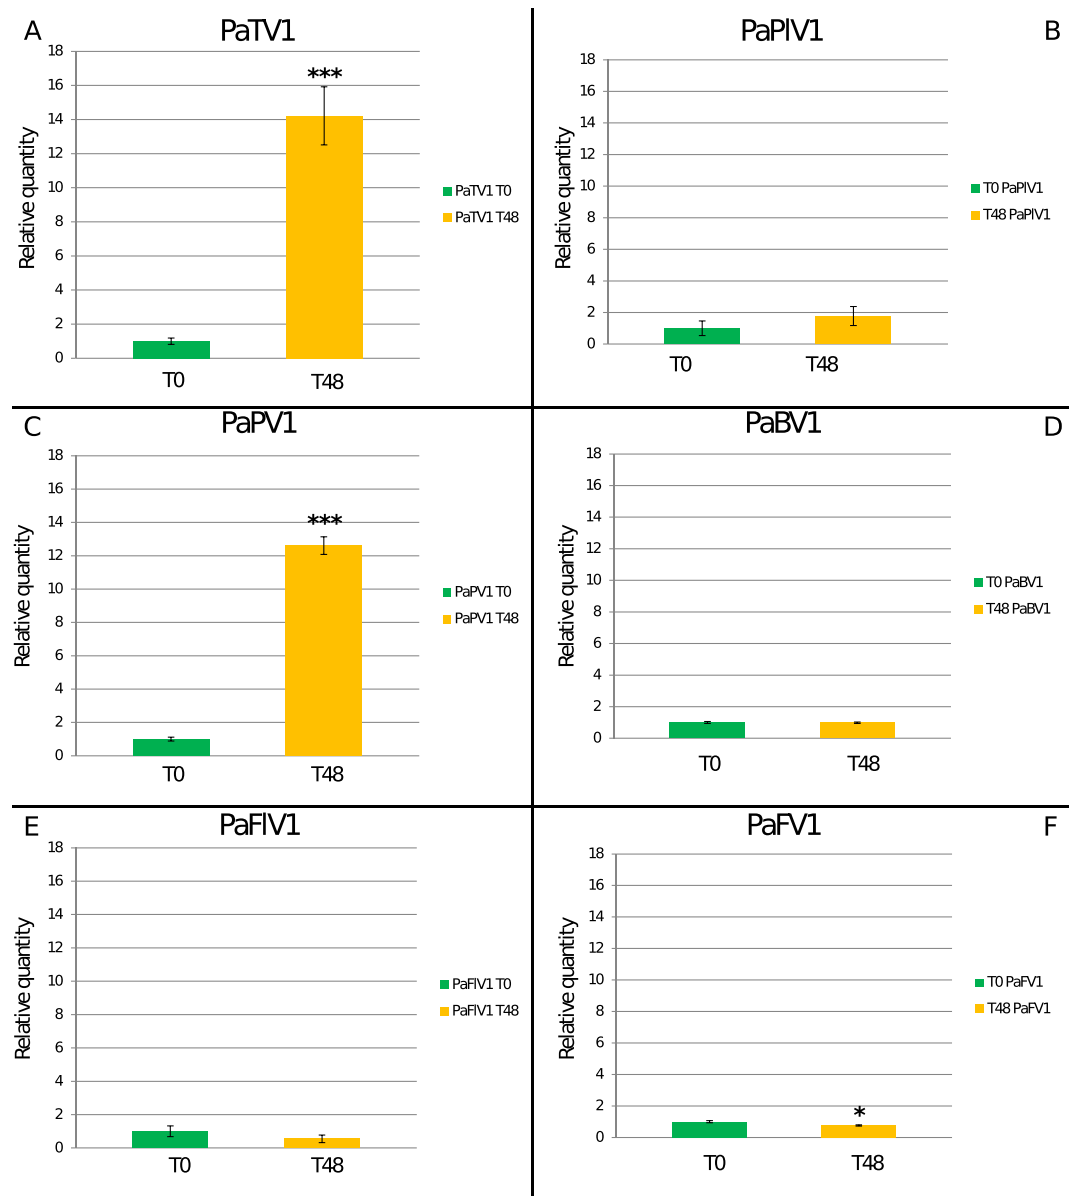 A
PaTV1
18
16
14
12
10
8
6
4
2
0
Relative quantity
***
T0
T48
PaTV1 T0
PaTV1 T48
PaPlV1
B
18
16
14
12
10
8
6
4
2
0
Relative quantity
T0
T48
T0 PaPlV1
T48 PaPlV1
C
PaPV1
18
16
14
12
10
8
6
4
2
0
Relative quantity
***
T0
T48
PaPV1 T0
PaPV1 T48
PaBV1
D
18
16
14
12
10
8
6
4
2
0
Relative quantity
T0
T48
T0 PaBV1
T48 PaBV1
E
PaFlV1
18
16
14
12
10
8
6
4
2
0
Relative quantity
T0
T48
PaFlV1 T0
PaFlV1 T48
PaFV1
F
18
16
14
12
10
8
6
4
2
0
Relative quantity
*
T0
T48
T0 PaFV1
T48 PaFV1